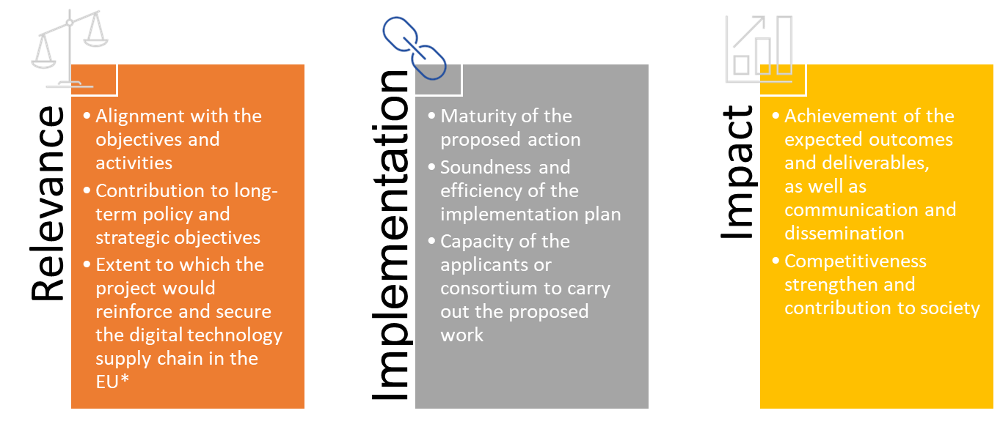 Relevance
• Alignment with the
objectives and
activities
• Contribution to long-
term policy and
strategic objectives
• Extent to which the
project would
reinforce and secure
the digital technology
supply chain in the
EU*
Implementation
• Maturity of the
proposed action
• Soundness and
efficiency of the
implementation plan
• Capacity of the
applicants or
consortium to carry
out the proposed
work
Impact
• Achievement of the
expected outcomes
and deliverables,
as well as
communication and
dissemination
• Competitiveness
strengthen and
contribution to society